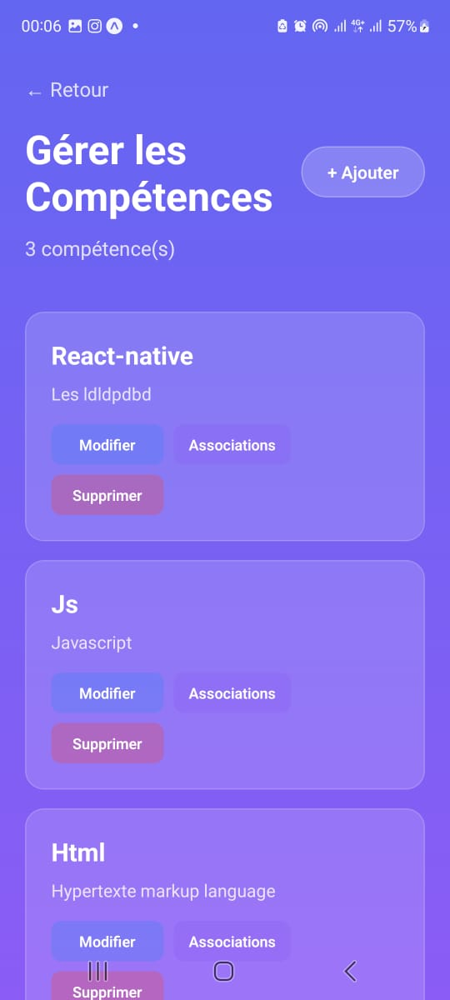 00:06 4G+ 57%
← Retour
Gérer les
Compétences
+ Ajouter
3 compétence(s)
React-native
Les ldldpdbd
Modifier Associations
Supprimer
Js
Javascript
Modifier Associations
Supprimer
Html
Hypertexte markup language
Modifier Associations
Supprimer